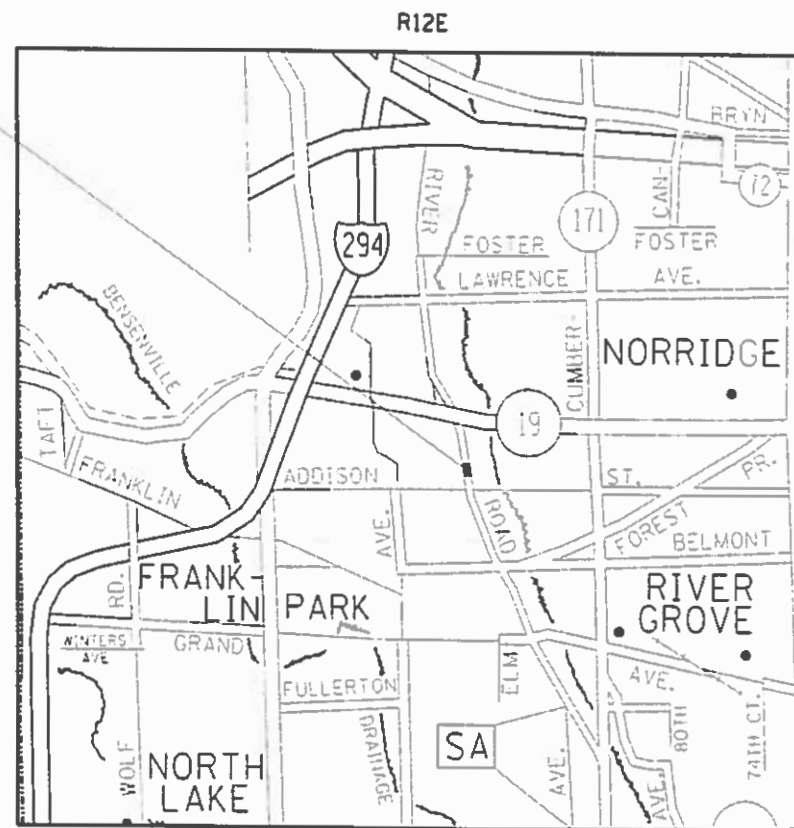 R12E
BRYN
72
RIVER
CAN-
171
294
FOSTER
FOSTER
LAWRENCE
AVE.
BENSENVILLE
CUMBER-
NORRIDGE
19
TAFT
FRANKLIN
ADDISON
ST.
PR.
FOREST
AVE.
ROAD
BELMONT
RD.
FRANK-
LIN PARK
RIVER
GROVE
WINTERS
AVE
GRAND
ELM
AVE.
FULLERTON
DRAINAGE
SA
80TH
74TH CT.
WOLF
NORTH
LAKE
AVE.
AVE.